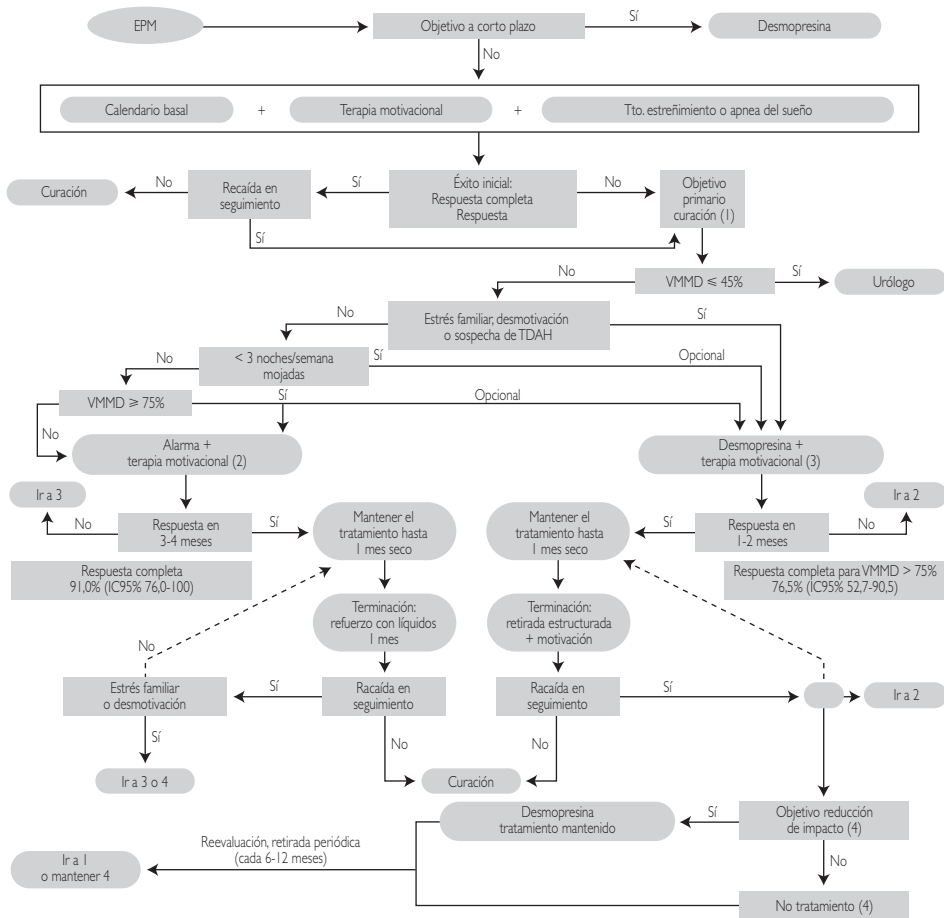 EPM
Objetivo a corto plazo
Sí
Desmopresina
No
Calendario basal
+
Terapia motivacional
+
Tto. estreñimiento o apnea del sueño
Curación
No
Recaída en
seguimiento
Sí
Éxito inicial:
Respuesta completa
Respuesta
No
Objetivo
primario
curación (1)
Sí
No
VMMD ≤ 45%
Sí
Urólogo
No
Estrés familiar, desmotivación
o sospecha de TDAH
Sí
No
< 3 noches/semana
mojadas
Sí
Opcional
VMMD ≥ 75%
Sí
Opcional
No
Alarma +
terapia motivacional (2)
Desmopresina +
terapia motivacional (3)
Ir a 3
No
Respuesta en
3-4 meses
Sí
Mantener el
tratamiento hasta
1 mes seco
Mantener el
tratamiento hasta
1 mes seco
Sí
Respuesta en
1-2 meses
No
Ir a 2
Respuesta completa
91,0% (IC95% 76,0-100)
Respuesta completa para VMMD > 75%
76,5% (IC95% 52,7-90,5)
Terminación:
refuerzo con líquidos
1 mes
Terminación:
retirada estructurada
+ motivación
No
Estrés familiar
o desmotivación
Sí
Racaída en
seguimiento
Racaída en
seguimiento
Sí
Ir a 2
Sí
No
No
Ir a 3 o 4
Curación
Desmopresina
tratamiento mantenido
Sí
Objetivo reducción
de impacto (4)
Reevaluación, retirada periódica
(cada 6-12 meses)
Ir a 1
o mantener 4
No
No tratamiento (4)